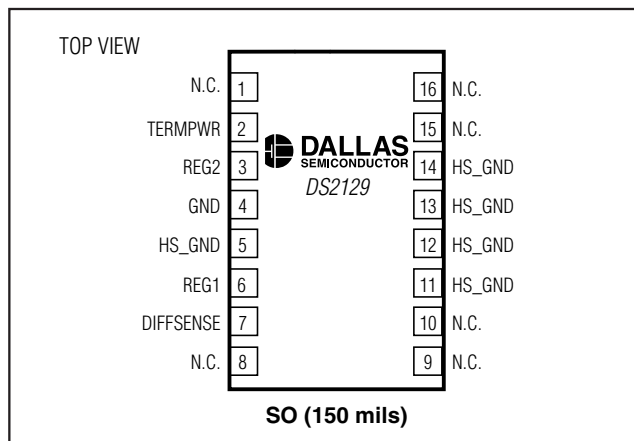 TOP VIEW
N.C. 1 16 N.C.
TERMPWR 2 15 N.C.
DALLAS
SEMICONDUCTOR
REG2 3 14 HS_GND
DS2129
GND 4 13 HS_GND
HS_GND 5 12 HS_GND
REG1 6 11 HS_GND
DIFFSENSE 7 10 N.C.
N.C. 8 9 N.C.
SO (150 mils)